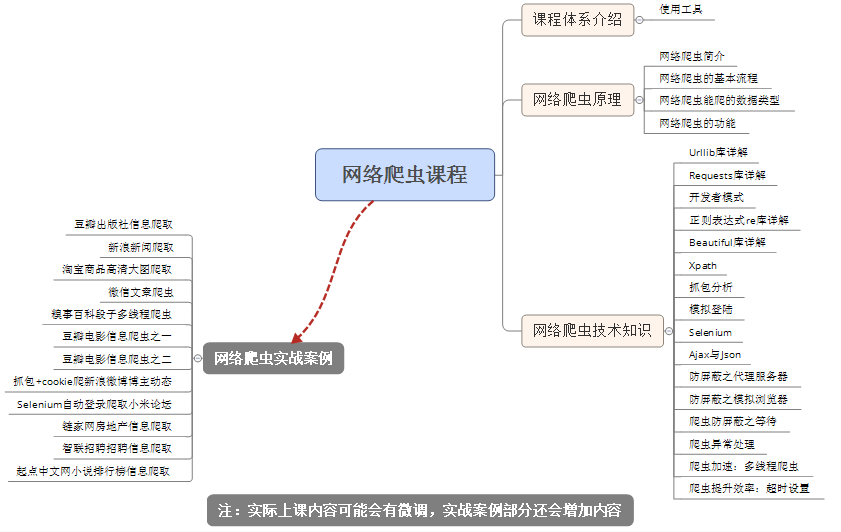 网络爬虫课程
课程体系介绍
使用工具
网络爬虫原理
网络爬虫简介
网络爬虫的基本流程
网络爬虫能爬的数据类型
网络爬虫的功能
网络爬虫技术知识
Urllib库详解
Requests库详解
开发者模式
正则表达式re库详解
Beautiful库详解
Xpath
抓包分析
模拟登陆
Selenium
Ajax与Json
防屏蔽之代理服务器
防屏蔽之模拟浏览器
爬虫防屏蔽之等待
爬虫异常处理
爬虫加速：多线程爬虫
爬虫提升效率：超时设置
网络爬虫实战案例
豆瓣出版社信息爬取
新浪新闻爬取
淘宝商品高清大图爬取
微信文章爬虫
糗事百科段子多线程爬虫
豆瓣电影信息爬虫之一
豆瓣电影信息爬虫之二
抓包+cookie爬新浪微博博主动态
Selenium自动登录爬取小米论坛
链家网房地产信息爬取
智联招聘招聘信息爬取
起点中文网小说排行榜信息爬取
注：实际上课内容可能会有微调，实战案例部分还会增加内容